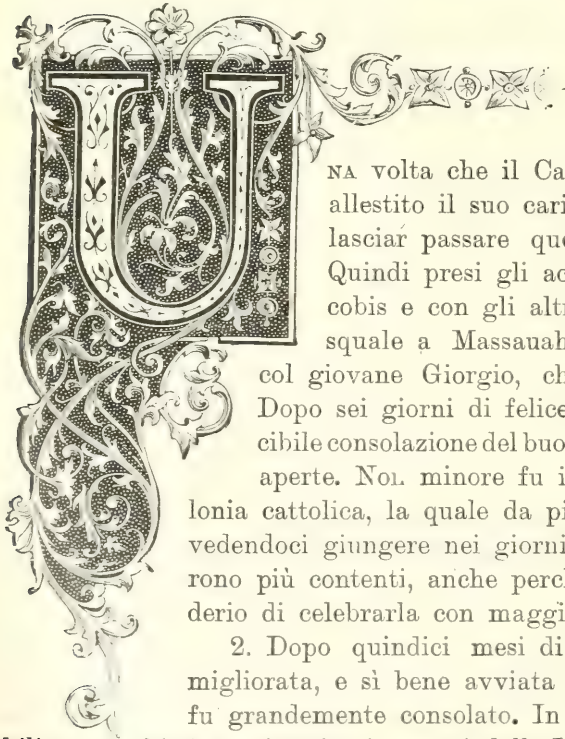 UNA volta che il Ca
allestito il suo cari
lasciar passare que
Quindi presi gli ac
cobis e con gli altr
squale a Massauah
col giovane Giorgio, ch
Dopo sei giorni di felice
cibile consolazione del buo
aperte. Non minore fu i
lonia cattolica, la quale da pi
vedendoci giungere nei giorni
rono più contenti, anche perch
derio di celebrarla con maggi
2. Dopo quindici mesi di
migliorata, e sì bene avviata
fu grandemente consolato. In